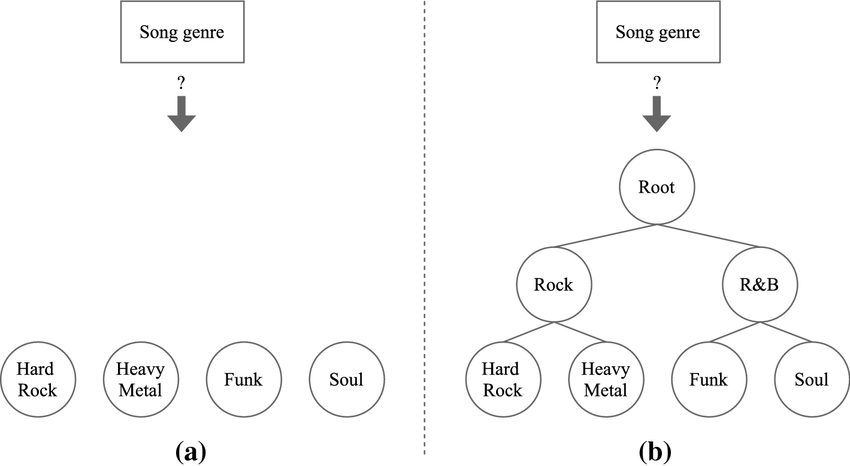 Song genre
?
Hard
Rock
Heavy
Metal
Funk
Soul
(a)
Song genre
?
Root
Rock
R&B
Hard
Rock
Heavy
Metal
Funk
Soul
(b)